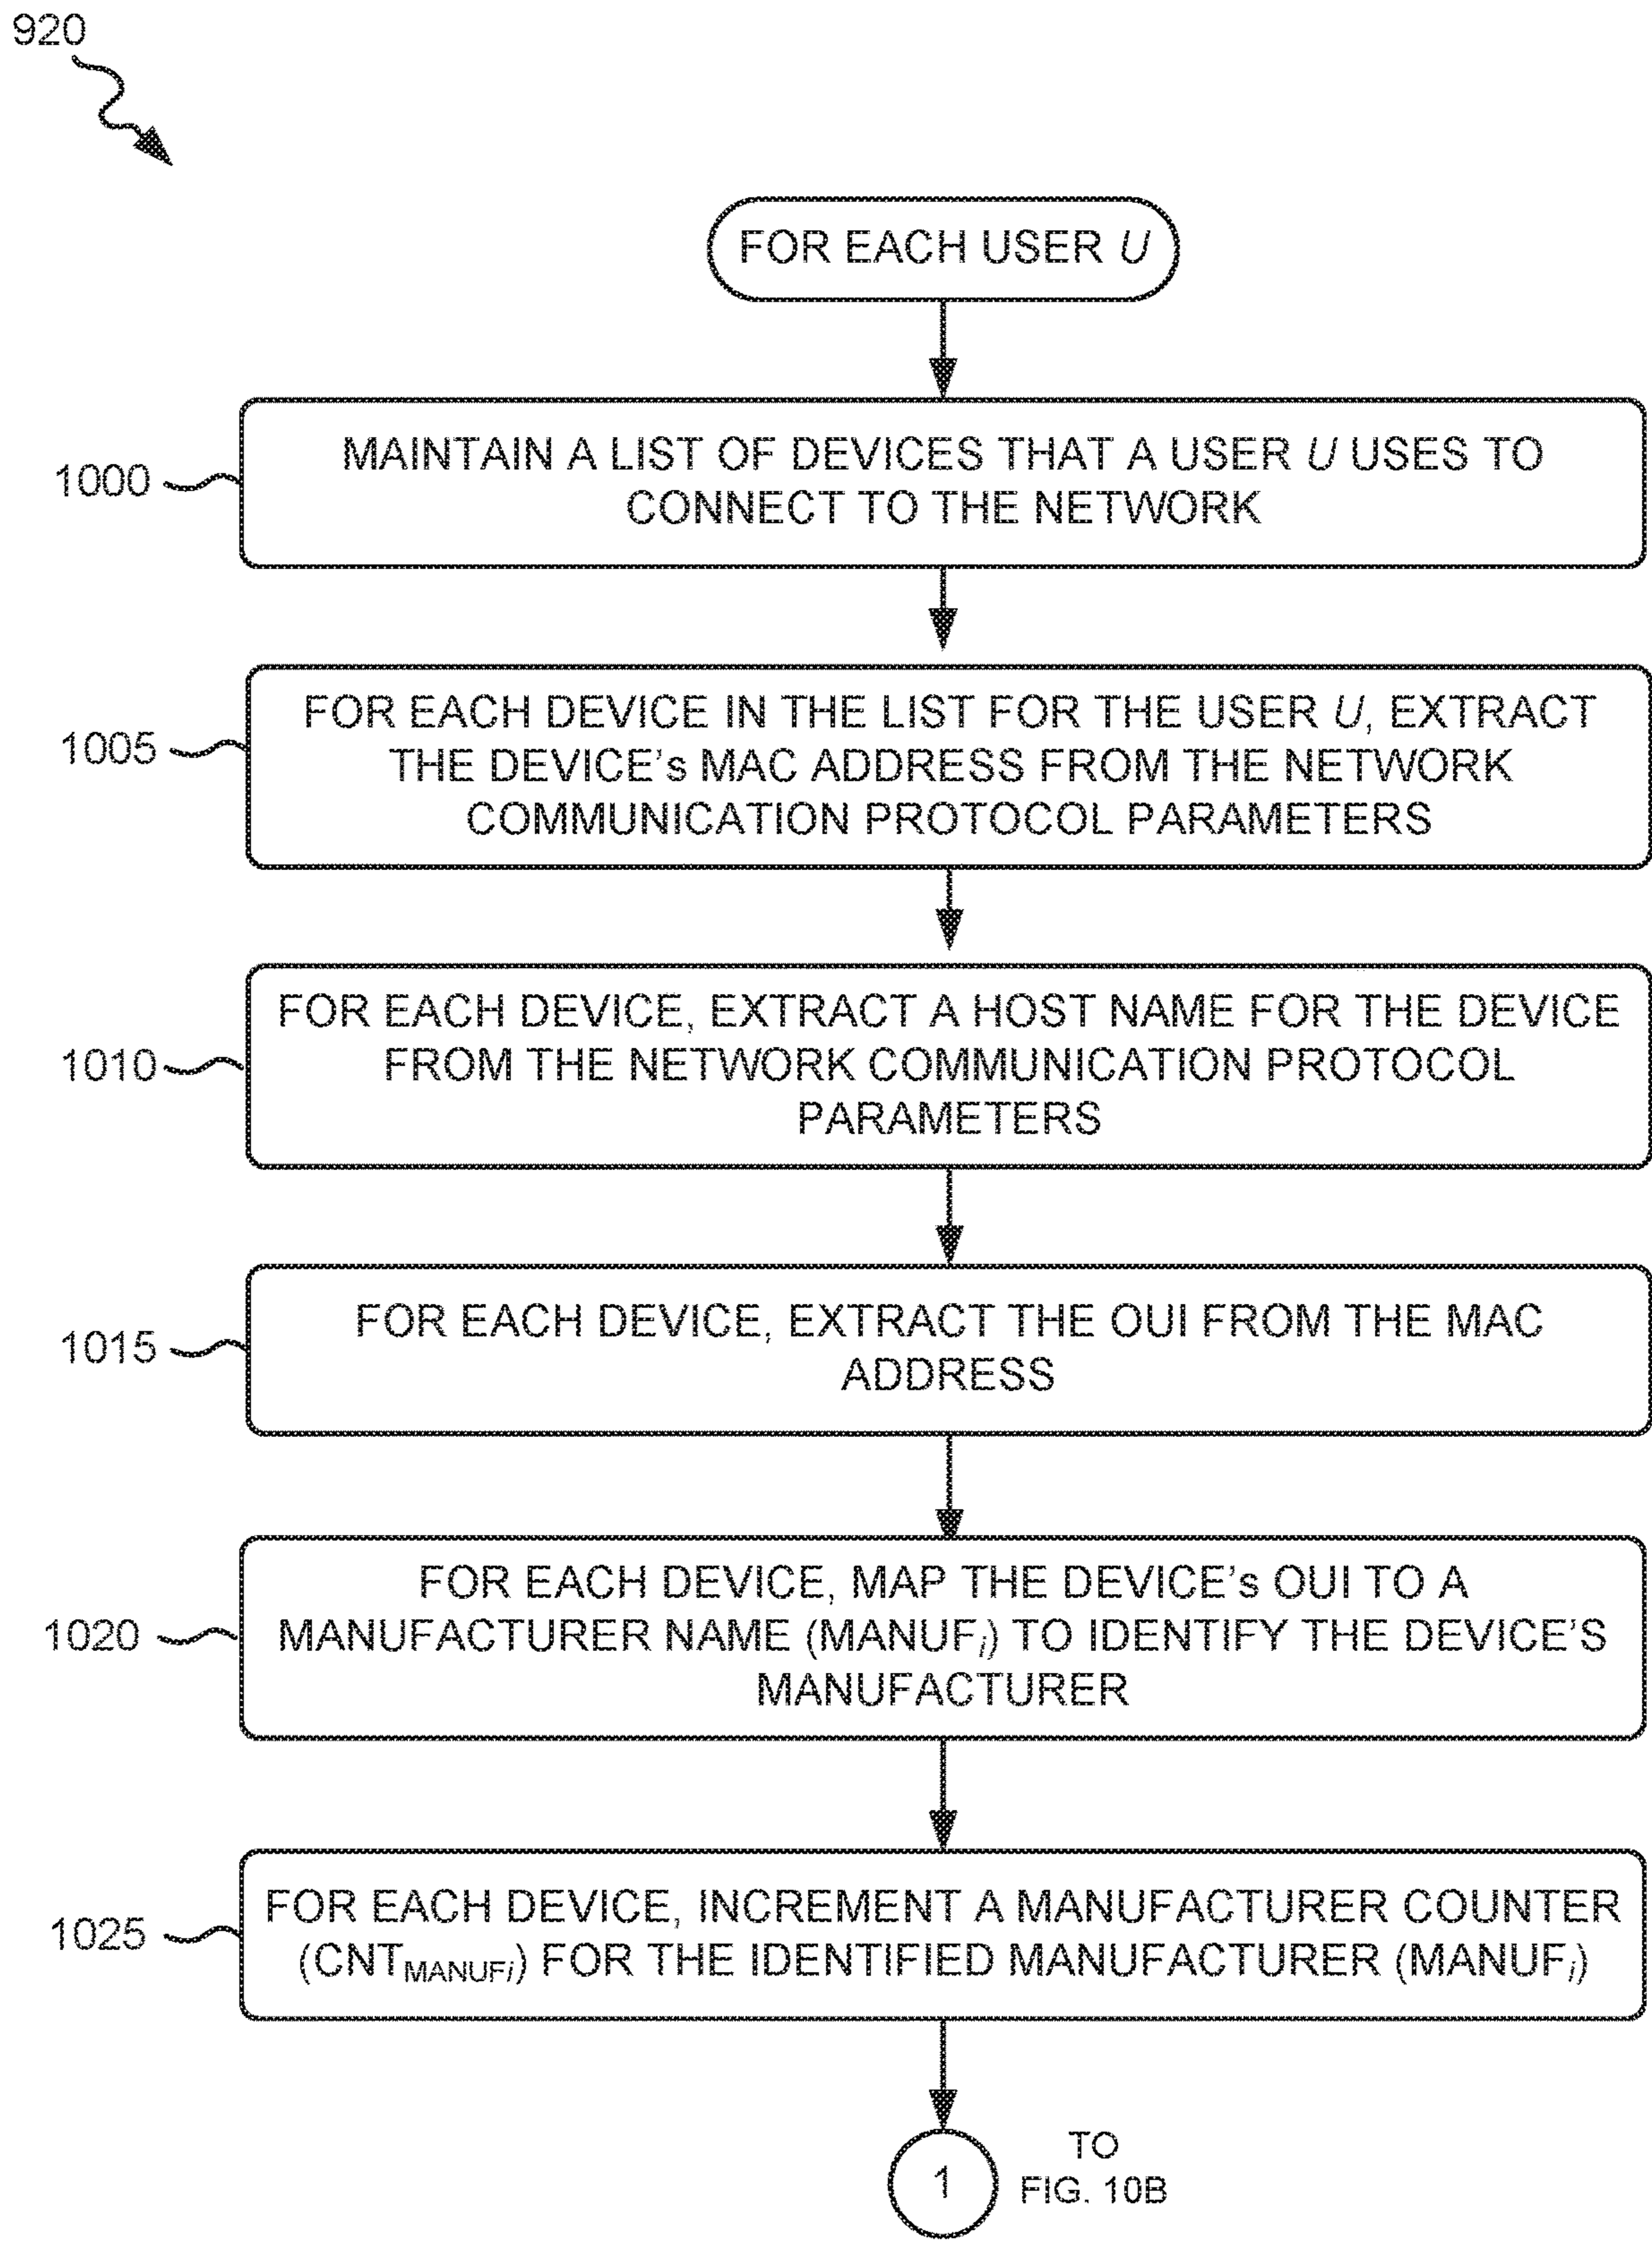 920
FOR EACH USER U
1000
MAINTAIN A LIST OF DEVICES THAT A USER U USES TO
CONNECT TO THE NETWORK
1005
FOR EACH DEVICE IN THE LIST FOR THE USER U, EXTRACT
THE DEVICE's MAC ADDRESS FROM THE NETWORK
COMMUNICATION PROTOCOL PARAMETERS
1010
FOR EACH DEVICE, EXTRACT A HOST NAME FOR THE DEVICE
FROM THE NETWORK COMMUNICATION PROTOCOL
PARAMETERS
1015
FOR EACH DEVICE, EXTRACT THE OUI FROM THE MAC
ADDRESS
1020
FOR EACH DEVICE, MAP THE DEVICE's OUI TO A
MANUFACTURER NAME (MANUFi) TO IDENTIFY THE DEVICE'S
MANUFACTURER
1025
FOR EACH DEVICE, INCREMENT A MANUFACTURER COUNTER
(CNTMANUFi) FOR THE IDENTIFIED MANUFACTURER (MANUFi)
1
TO
FIG. 10B